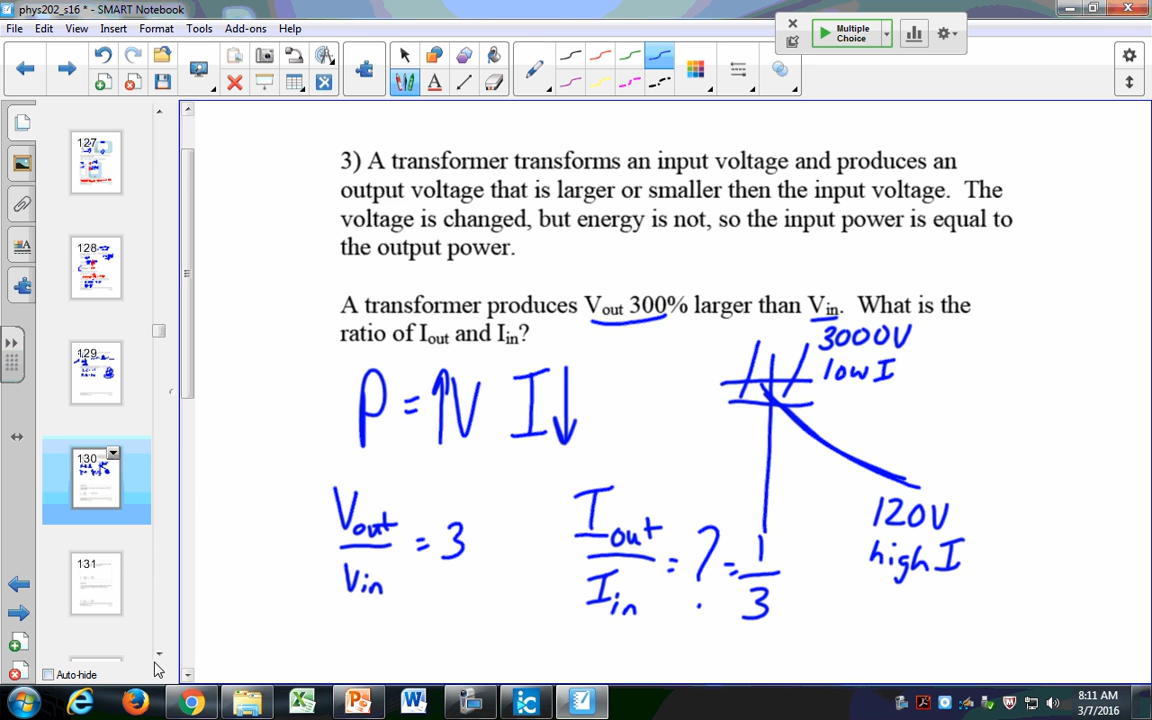 phys202_s16 * - SMART Notebook
File Edit View Insert Format Tools Add-ons Help
Multiple
Choice
127
128
129
130
131
Auto-hide
3) A transformer transforms an input voltage and produces an
output voltage that is larger or smaller then the input voltage. The
voltage is changed, but energy is not, so the input power is equal to
the output power.
A transformer produces Vout 300% larger than Vin. What is the
ratio of Iout and Iin?
3000V
low I
P = ↑V I↓
120V
high I
Vout/Vin = 3
Iout/Iin = ? = 1/3
8:11 AM
3/7/2016